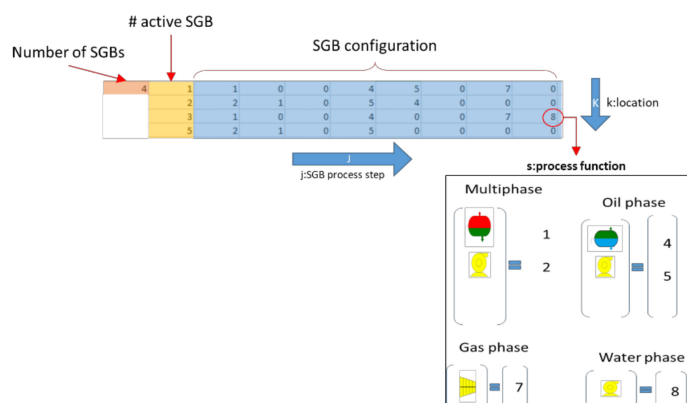 # active SGB
Number of SGBs
SGB configuration
4 1 1 0 0 4 5 0 7 0
2 2 1 0 5 4 0 0 0
3 1 0 0 4 0 0 7 8
5 2 1 0 5 0 0 0 0
K
k:location
J
j:SGB process step
s:process function
Multiphase
1
= 2
Oil phase
4
= 5
Gas phase
= 7
Water phase
= 8